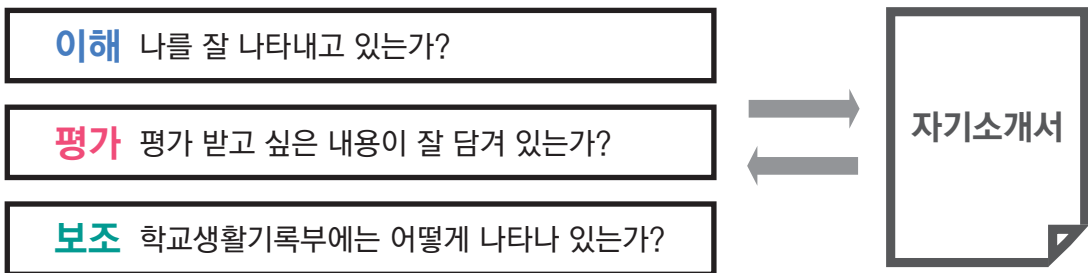 이해 나를 잘 나타내고 있는가?
평가 평가 받고 싶은 내용이 잘 담겨 있는가?
보조 학교생활기록부에는 어떻게 나타나 있는가?
자기소개서